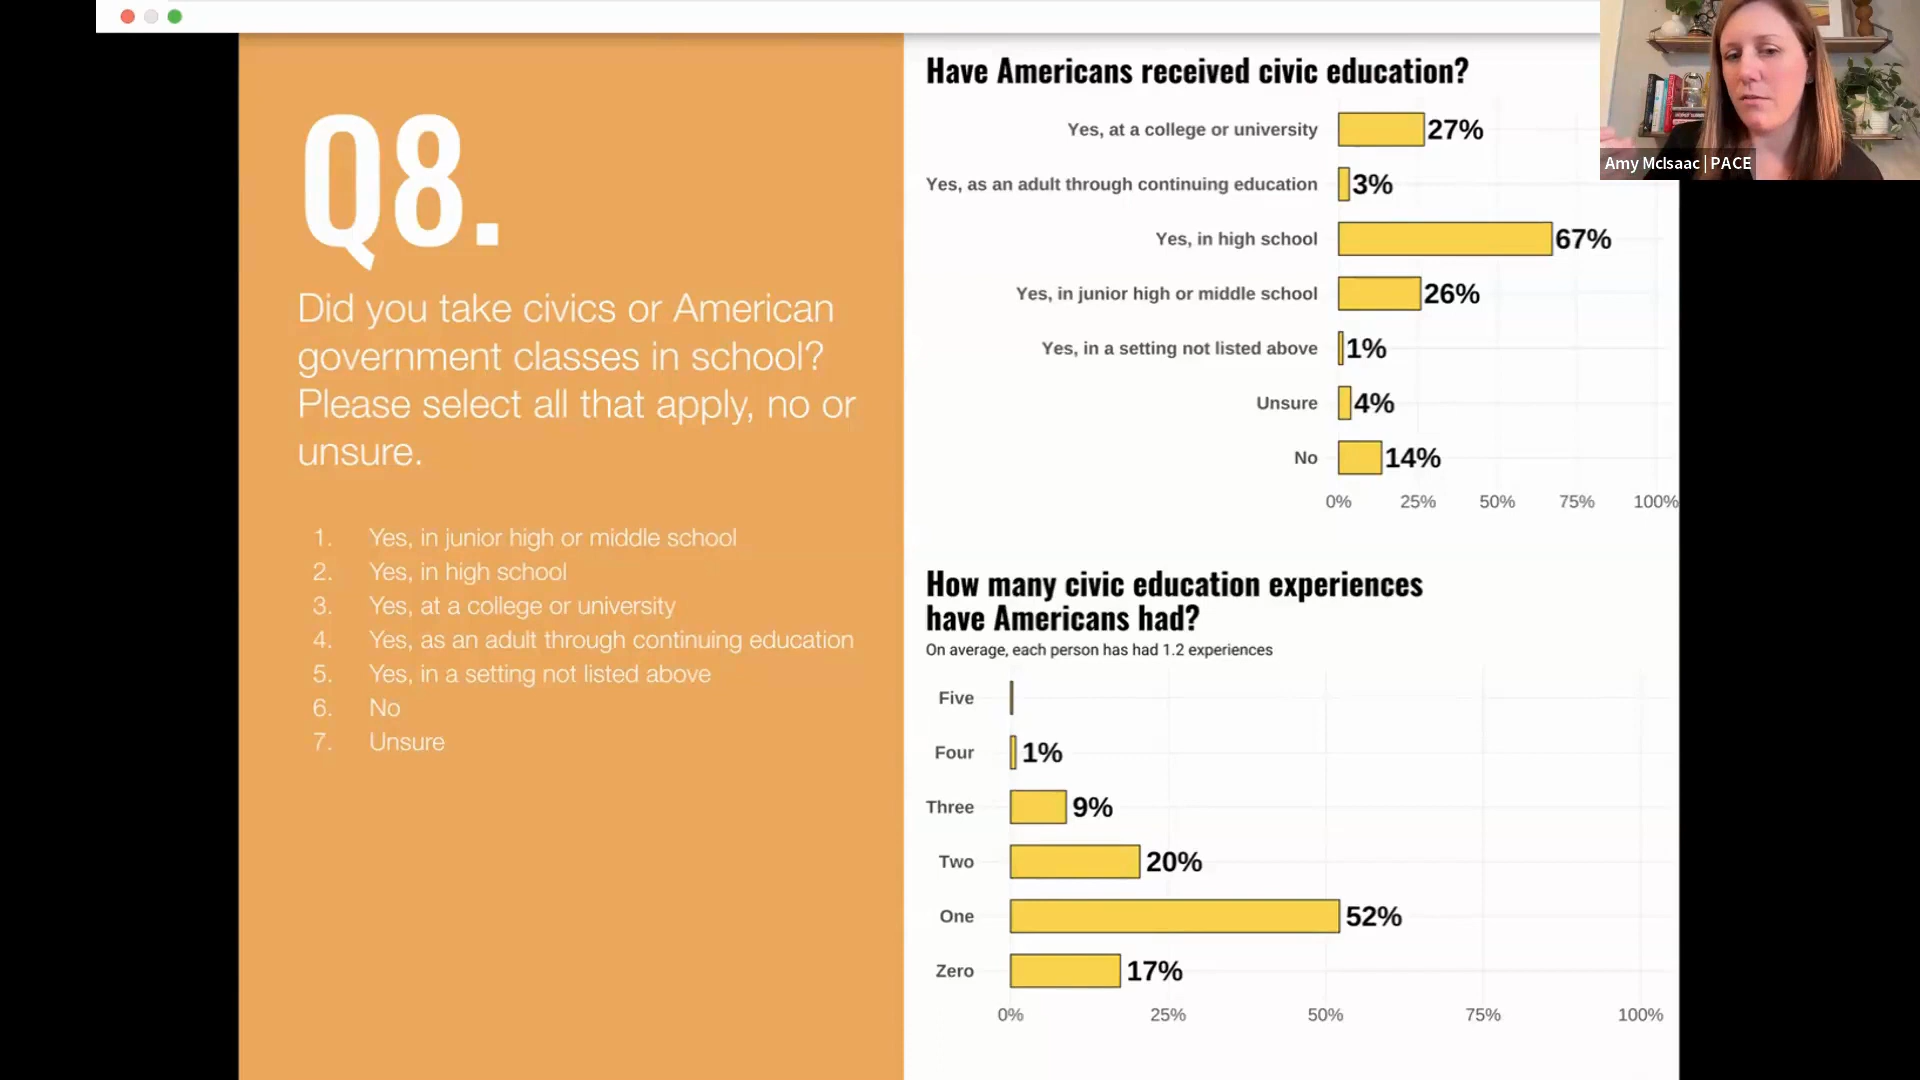 Q8.
Did you take civics or American
government classes in school?
Please select all that apply, no or
unsure.
1. Yes, in junior high or middle school
2. Yes, in high school
3. Yes, at a college or university
4. Yes, as an adult through continuing education
5. Yes, in a setting not listed above
6. No
7. Unsure
Have Americans received civic education?
Yes, at a college or university 27%
Yes, as an adult through continuing education 3%
Yes, in high school 67%
Yes, in junior high or middle school 26%
Yes, in a setting not listed above 1%
Unsure 4%
No 14%
0% 25% 50% 75% 100%
How many civic education experiences
have Americans had?
On average, each person has had 1.2 experiences
Five
Four 1%
Three 9%
Two 20%
One 52%
Zero 17%
0% 25% 50% 75% 100%
Amy McIsaac | PACE